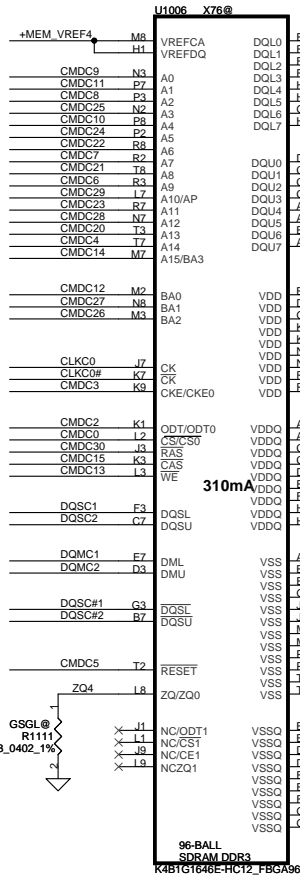 U1006 X76@
+MEM_VREF4 M8 VREFCA DQL0
H1 VREFDQ DQL1
DQL2
CMDC9 N3 A0 DQL3
CMDC11 P7 A1 DQL4
CMDC8 P3 A2 DQL5
CMDC25 N2 A3 DQL6
CMDC10 P8 A4 DQL7
CMDC24 P2 A5
CMDC22 R8 A6
CMDC7 R2 A7 DQU0
CMDC21 T8 A8 DQU1
CMDC6 R3 A9 DQU2
CMDC29 L7 A10/AP DQU3
CMDC23 R7 A11 DQU4
CMDC28 N7 A12 DQU5
CMDC20 T3 A13 DQU6
CMDC4 T7 A14 DQU7
CMDC14 M7 A15/BA3
CMDC12 M2 BA0 VDD
CMDC27 N8 BA1 VDD
CMDC26 M3 BA2 VDD
VDD
VDD
VDD
CLKC0 J7 CK VDD
CLKC0# K7 CK VDD
CMDC3 K9 CKE/CKE0 VDD
CMDC2 K1 ODT/ODT0 VDDQ
CMDC0 L2 CS/CS0 VDDQ
CMDC30 J3 RAS VDDQ
CMDC15 K3 CAS VDDQ
CMDC13 L3 WE VDDQ
310mA VDDQ
VDDQ
DQSC1 F3 DQSL VDDQ
DQSC2 C7 DQSU VDDQ
DQMC1 E7 DML VSS
DQMC2 D3 DMU VSS
VSS
VSS
DQSC#1 G3 DQSL VSS
DQSC#2 B7 DQSU VSS
VSS
VSS
VSS
CMDC5 T2 RESET VSS
VSS
ZQ4 L8 ZQ/ZQ0 VSS
1
GSGL@
R1111
_0402_1%
2
J1 NC/ODT1 VSSQ
L1 NC/CS1 VSSQ
J9 NC/CE1 VSSQ
L9 NCZQ1 VSSQ
VSSQ
VSSQ
VSSQ
VSSQ
VSSQ
96-BALL
SDRAM DDR3
K4B1G1646E-HC12_FBGA96